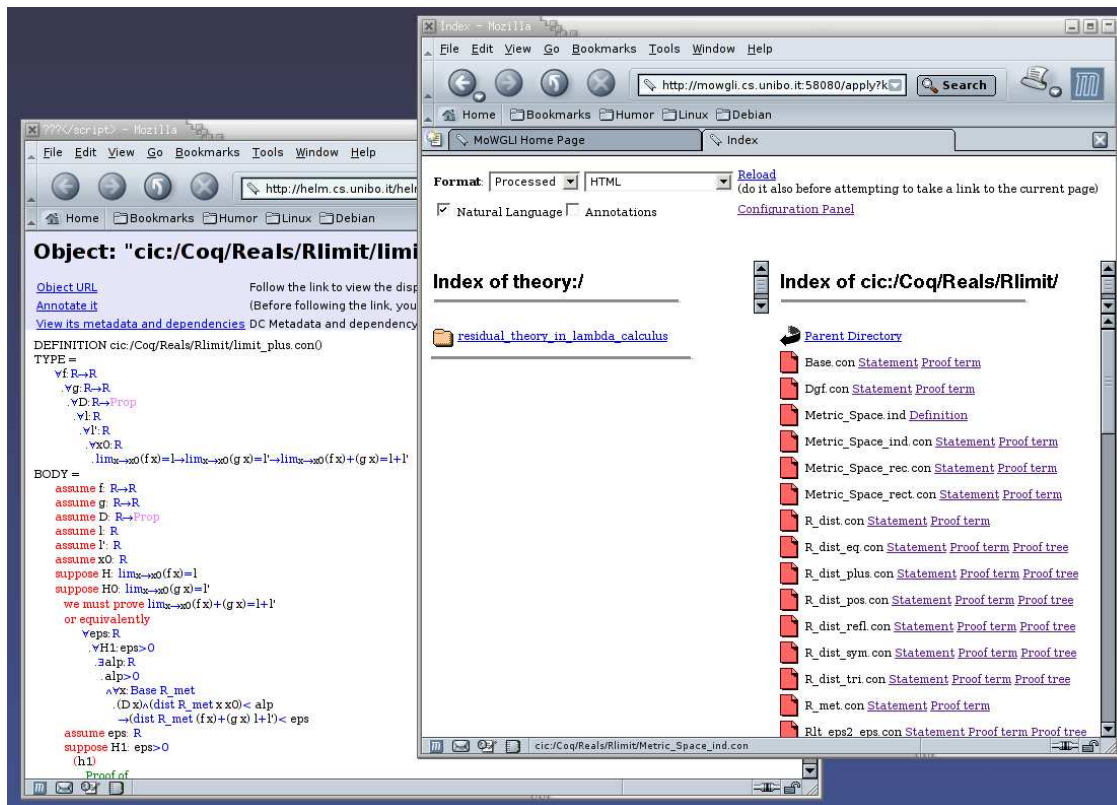 Index - Mozilla
File Edit View Go Bookmarks Tools Window Help
http://mowgli.cs.unibo.it:58080/apply?k
Search
Home Bookmarks Humor Linux Debian
MoWGLI Home Page
Index
Format: Processed HTML
Reload
(do it also before attempting to take a link to the current page)
Natural Language Annotations
Configuration Panel
Index of theory:/
residual_theory_in_lambda_calculus
Index of cic:/Coq/Reals/Rlimit/
Parent Directory
Base.con Statement Proof term
Dgf.con Statement Proof term
Metric_Space.ind Definition
Metric_Space_ind.con Statement Proof term
Metric_Space_rec.con Statement Proof term
Metric_Space_rect.con Statement Proof term
R_dist.con Statement Proof term
R_dist_eq.con Statement Proof term Proof tree
R_dist_plus.con Statement Proof term Proof tree
R_dist_pos.con Statement Proof term Proof tree
R_dist_refl.con Statement Proof term Proof tree
R_dist_sym.con Statement Proof term Proof tree
R_dist_tri.con Statement Proof term Proof tree
R_met.con Statement Proof term
Rlt_eps2_eps.con Statement Proof term Proof tree
cic:/Coq/Reals/Rlimit/Metric_Space_ind.con
???</script> - Mozilla
File Edit View Go Bookmarks Tools Window Help
http://helm.cs.unibo.it/helm
Home Bookmarks Humor Linux Debian
Object: "cic:/Coq/Reals/Rlimit/limi
Object URL Follow the link to view the disp
Annotate it (Before following the link, you
View its metadata and dependencies DC Metadata and dependency
DEFINITION cic:/Coq/Reals/Rlimit/limit_plus.con()
TYPE =
∀f:R→R
.∀g:R→R
.∀D:R→Prop
.∀l:R
.∀l':R
.∀x0:R
.limx→x0(f x)=l→limx→x0(g x)=l'→limx→x0(f x)+(g x)=l+l'
BODY =
assume f: R→R
assume g: R→R
assume D: R→Prop
assume l: R
assume l': R
assume x0: R
suppose H: limx→x0(f x)=l
suppose H0: limx→x0(g x)=l'
we must prove limx→x0(f x)+(g x)=l+l'
or equivalently
∀eps:R
.∀H1:eps>0
.∃alp:R
.alp>0
∧∀x:Base R_met
.(D x)∧(dist R_met x x0)< alp
→(dist R_met (f x)+(g x) l+l')< eps
assume eps: R
suppose H1: eps>0
(h1)
Proof of